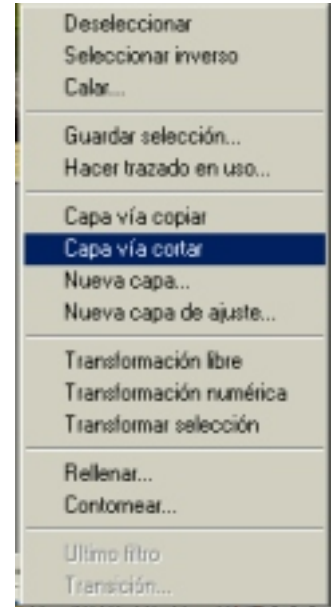 Deseleccionar
Seleccionar inverso
Calar...
Guardar selección...
Hacer trazado en uso...
Capa vía copiar
Capa vía cortar
Nueva capa...
Nueva capa de ajuste...
Transformación libre
Transformación numérica
Transformar selección
Rellenar...
Contornear...
Ultimo filtro
Transición...